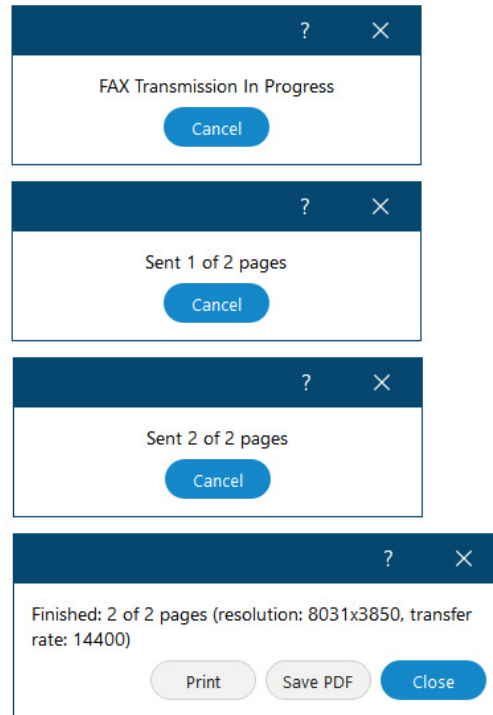 ?
FAX Transmission In Progress
Cancel
?
Sent 1 of 2 pages
Cancel
?
Sent 2 of 2 pages
Cancel
?
Finished: 2 of 2 pages (resolution: 8031x3850, transfer
rate: 14400)
Print Save PDF Close